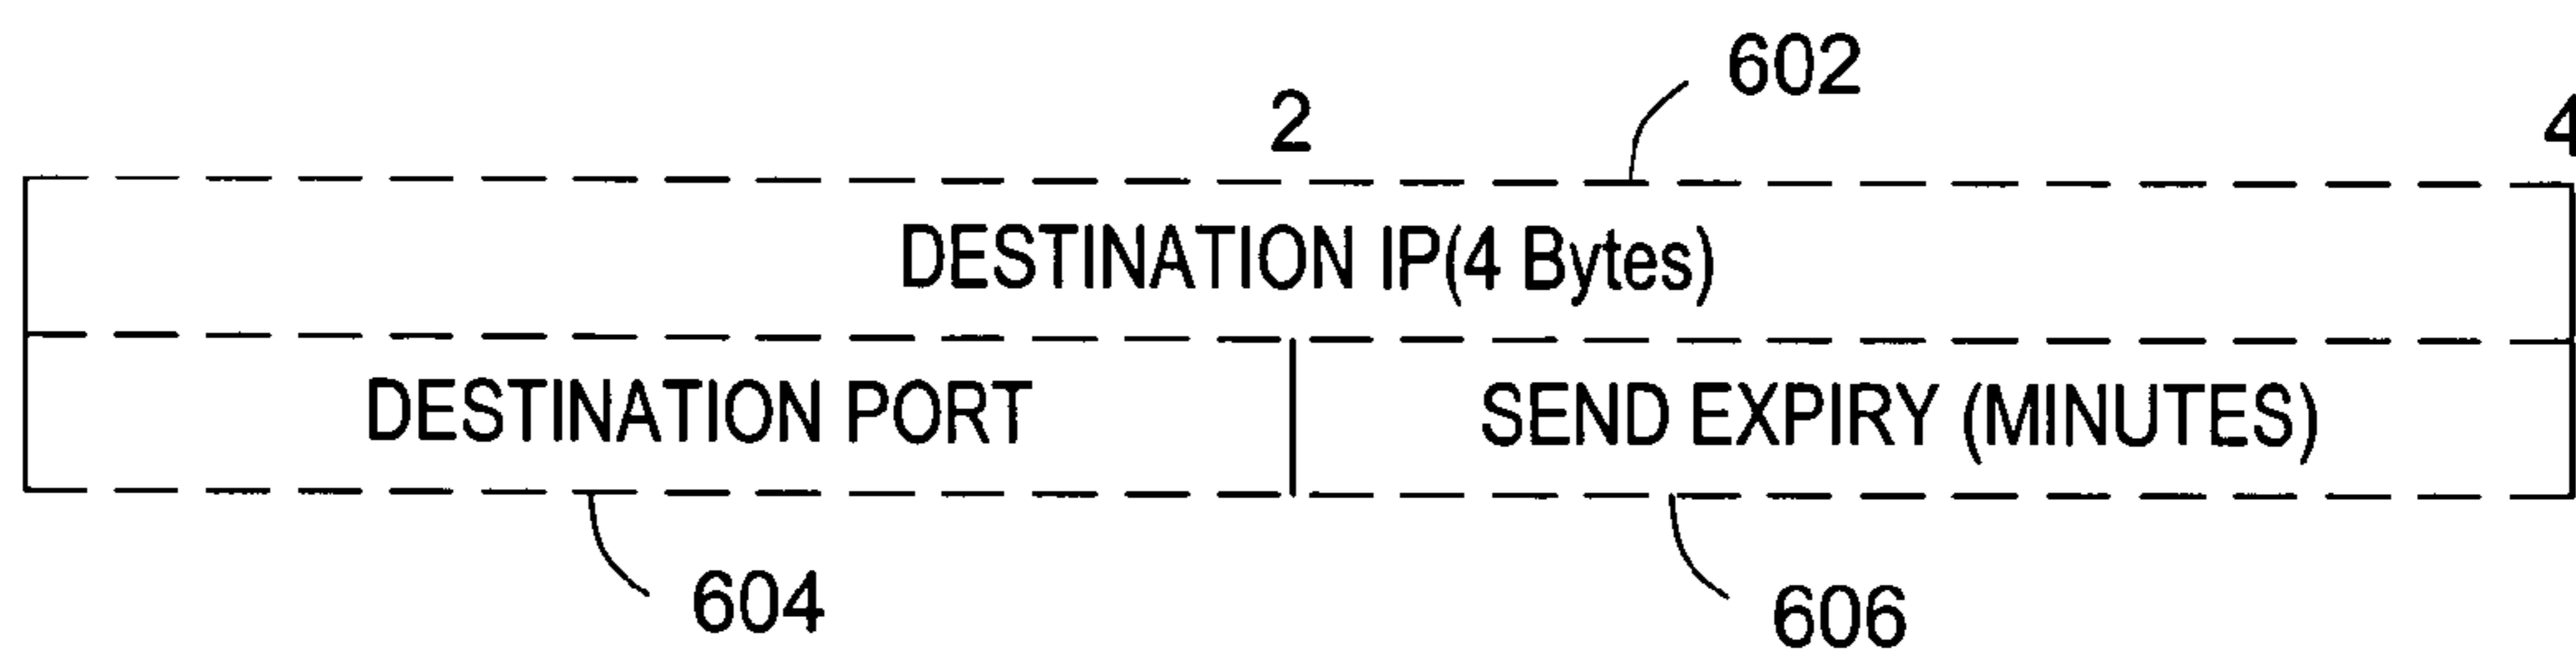 602
2 4
DESTINATION IP(4 Bytes)
DESTINATION PORT SEND EXPIRY (MINUTES)
604 606